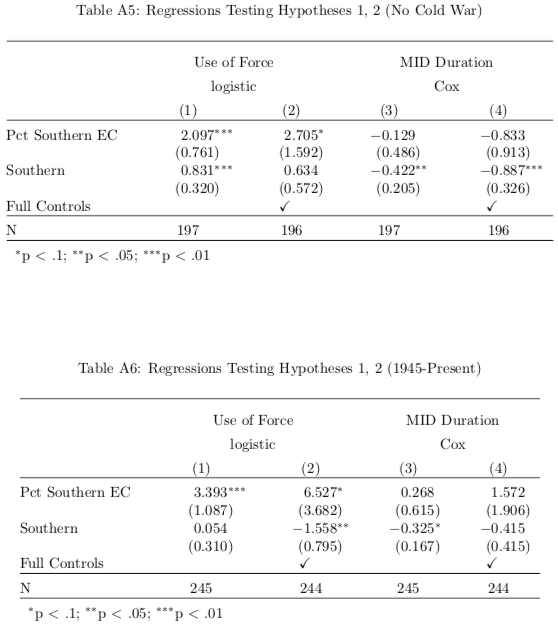 Table A5: Regressions Testing Hypotheses 1, 2 (No Cold War)
Use of Force MID Duration
logistic Cox
(1) (2) (3) (4)
Pct Southern EC 2.097*** 2.705* −0.129 −0.833
(0.761) (1.592) (0.486) (0.913)
Southern 0.831*** 0.634 −0.422** −0.887***
(0.320) (0.572) (0.205) (0.326)
Full Controls ✓ ✓
N 197 196 197 196
*p < .1; **p < .05; ***p < .01
Table A6: Regressions Testing Hypotheses 1, 2 (1945-Present)
Use of Force MID Duration
logistic Cox
(1) (2) (3) (4)
Pct Southern EC 3.393*** 6.527* 0.268 1.572
(1.087) (3.682) (0.615) (1.906)
Southern 0.054 −1.558** −0.325* −0.415
(0.310) (0.795) (0.167) (0.415)
Full Controls ✓ ✓
N 245 244 245 244
*p < .1; **p < .05; ***p < .01